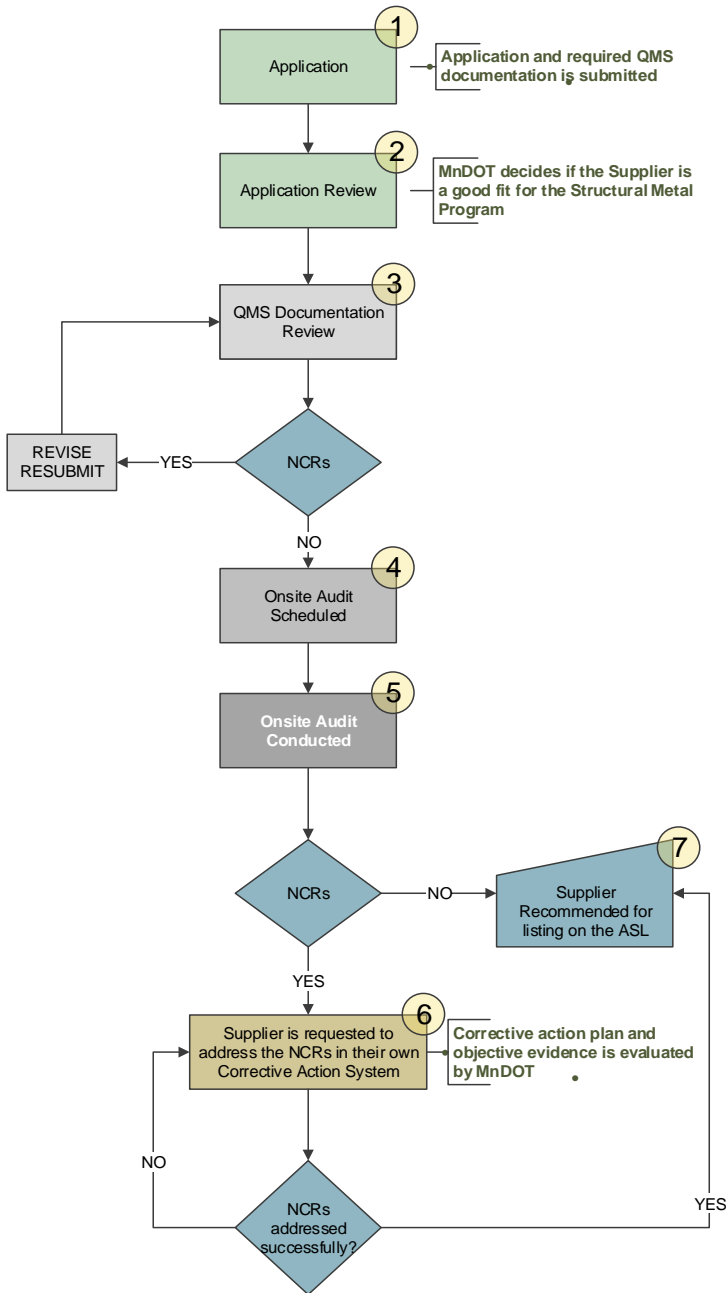 1
Application
Application and required QMS
documentation is submitted
2
Application Review
MnDOT decides if the Supplier is
a good fit for the Structural Metal
Program
3
QMS Documentation
Review
NCRs
YES
REVISE
RESUBMIT
NO
4
Onsite Audit
Scheduled
5
Onsite Audit
Conducted
NCRs
NO
7
Supplier
Recommended for
listing on the ASL
YES
6
Supplier is requested to
address the NCRs in their own
Corrective Action System
Corrective action plan and
objective evidence is evaluated
by MnDOT
NO
NCRs
addressed
successfully?
YES